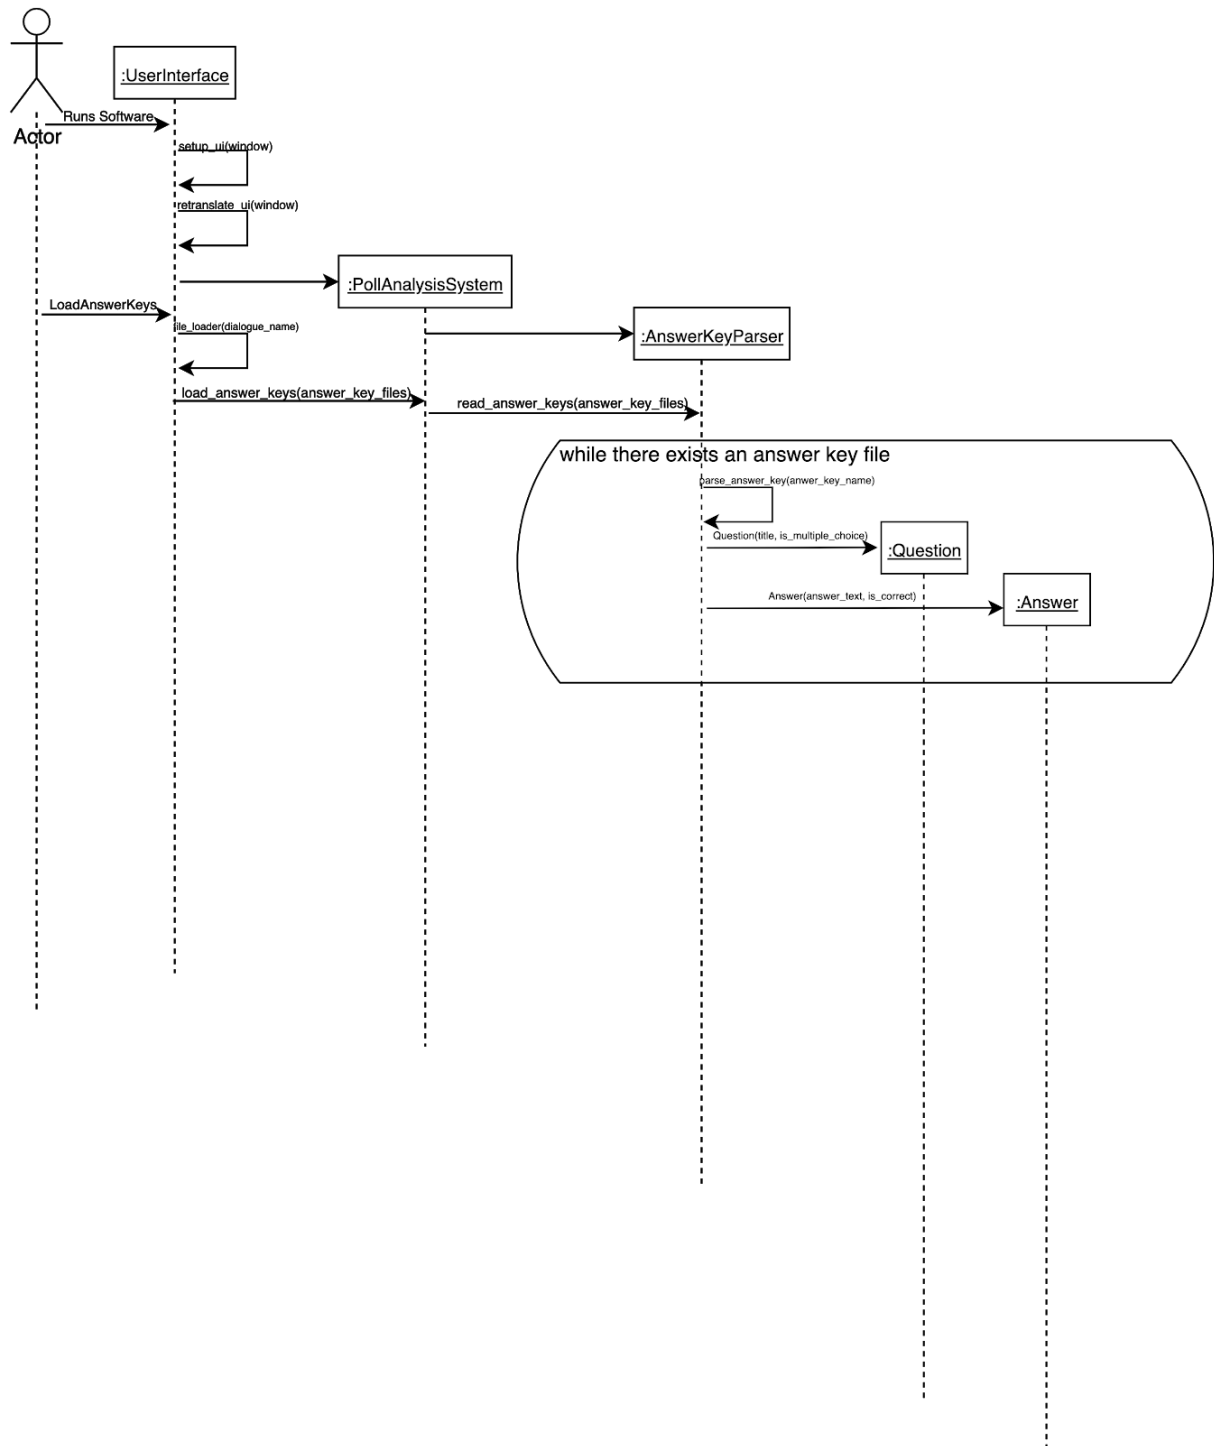 :UserInterface
Runs Software
Actor
setup_ui(window)
retranslate_ui(window)
:PollAnalysisSystem
LoadAnswerKeys
file_loader(dialogue_name)
:AnswerKeyParser
load_answer_keys(answer_key_files)
read_answer_keys(answer_key_files)
while there exists an answer key file
parse_answer_key(anwer_key_name)
Question(title, is_multiple_choice)
:Question
Answer(answer_text, is_correct)
:Answer